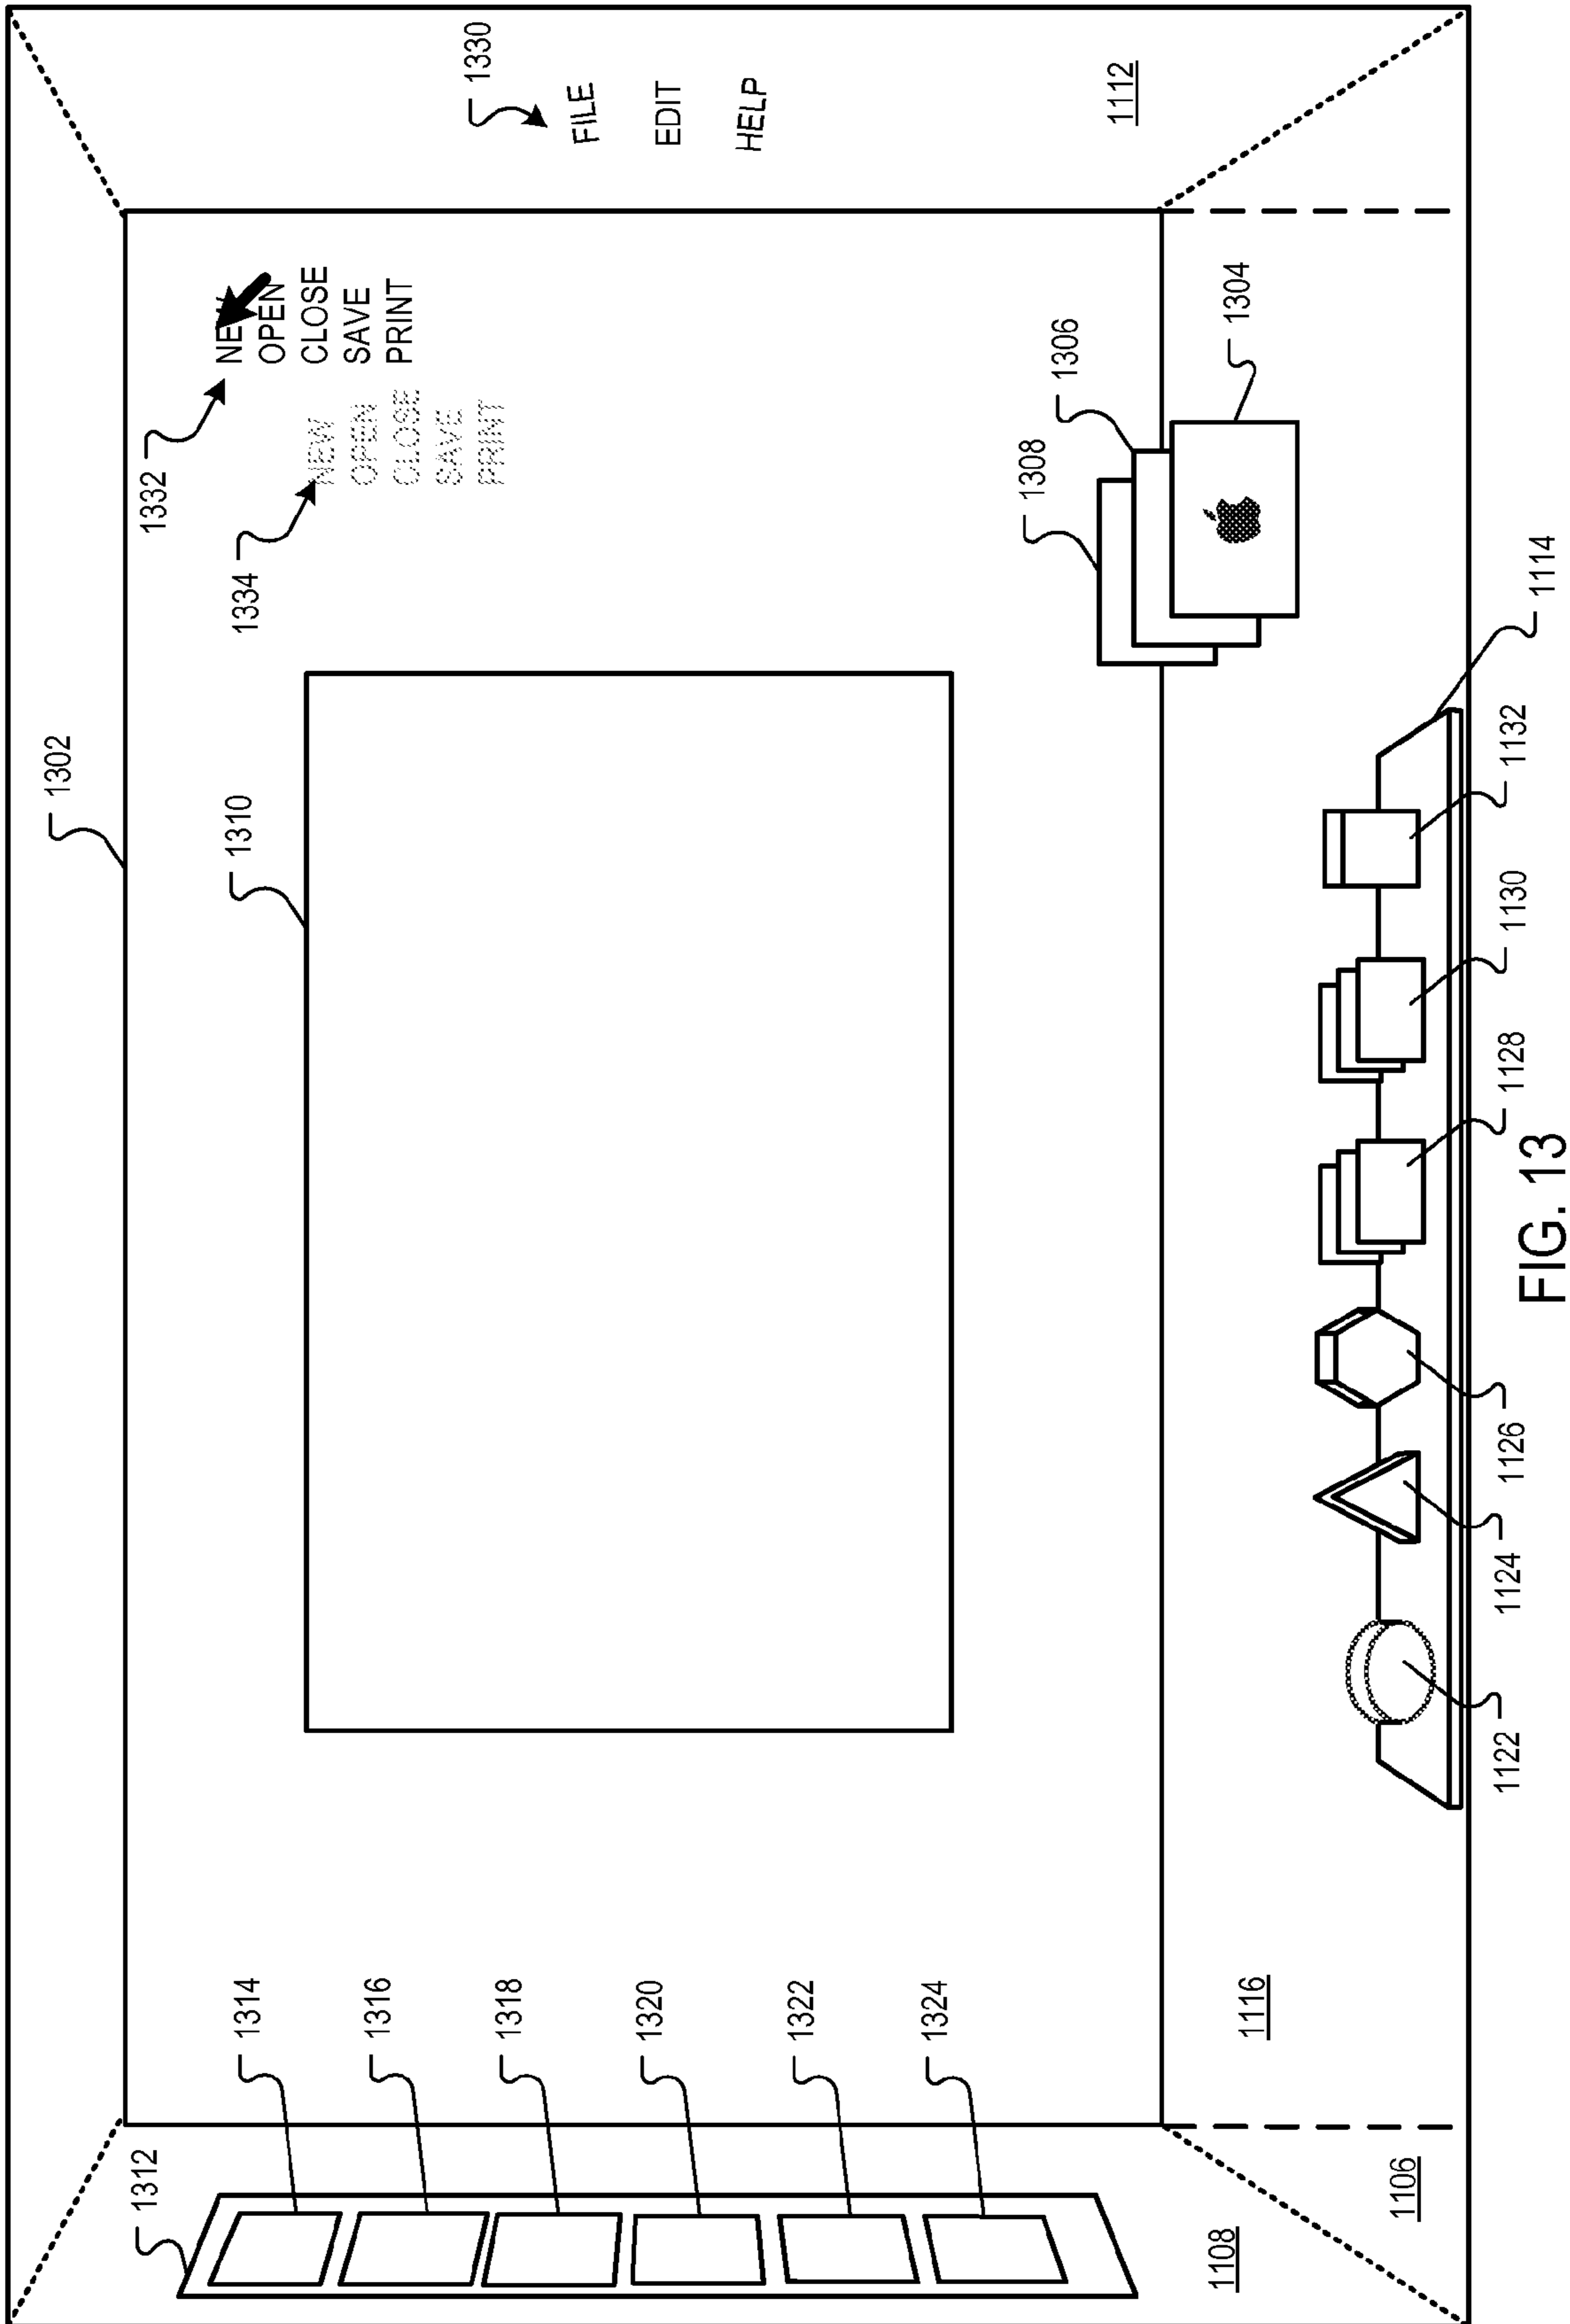 1302
1310
1312
1314
1316
1318
1320
1322
1324
1332
NEW
OPEN
CLOSE
SAVE
PRINT
1334
NEW
OPEN
CLOSE
SAVE
PRINT
1330
FILE
EDIT
HELP
1112
1308
1306
1304
1108
1106
1116
1114
1122
1124
1126
1128
1130
1132
FIG. 13